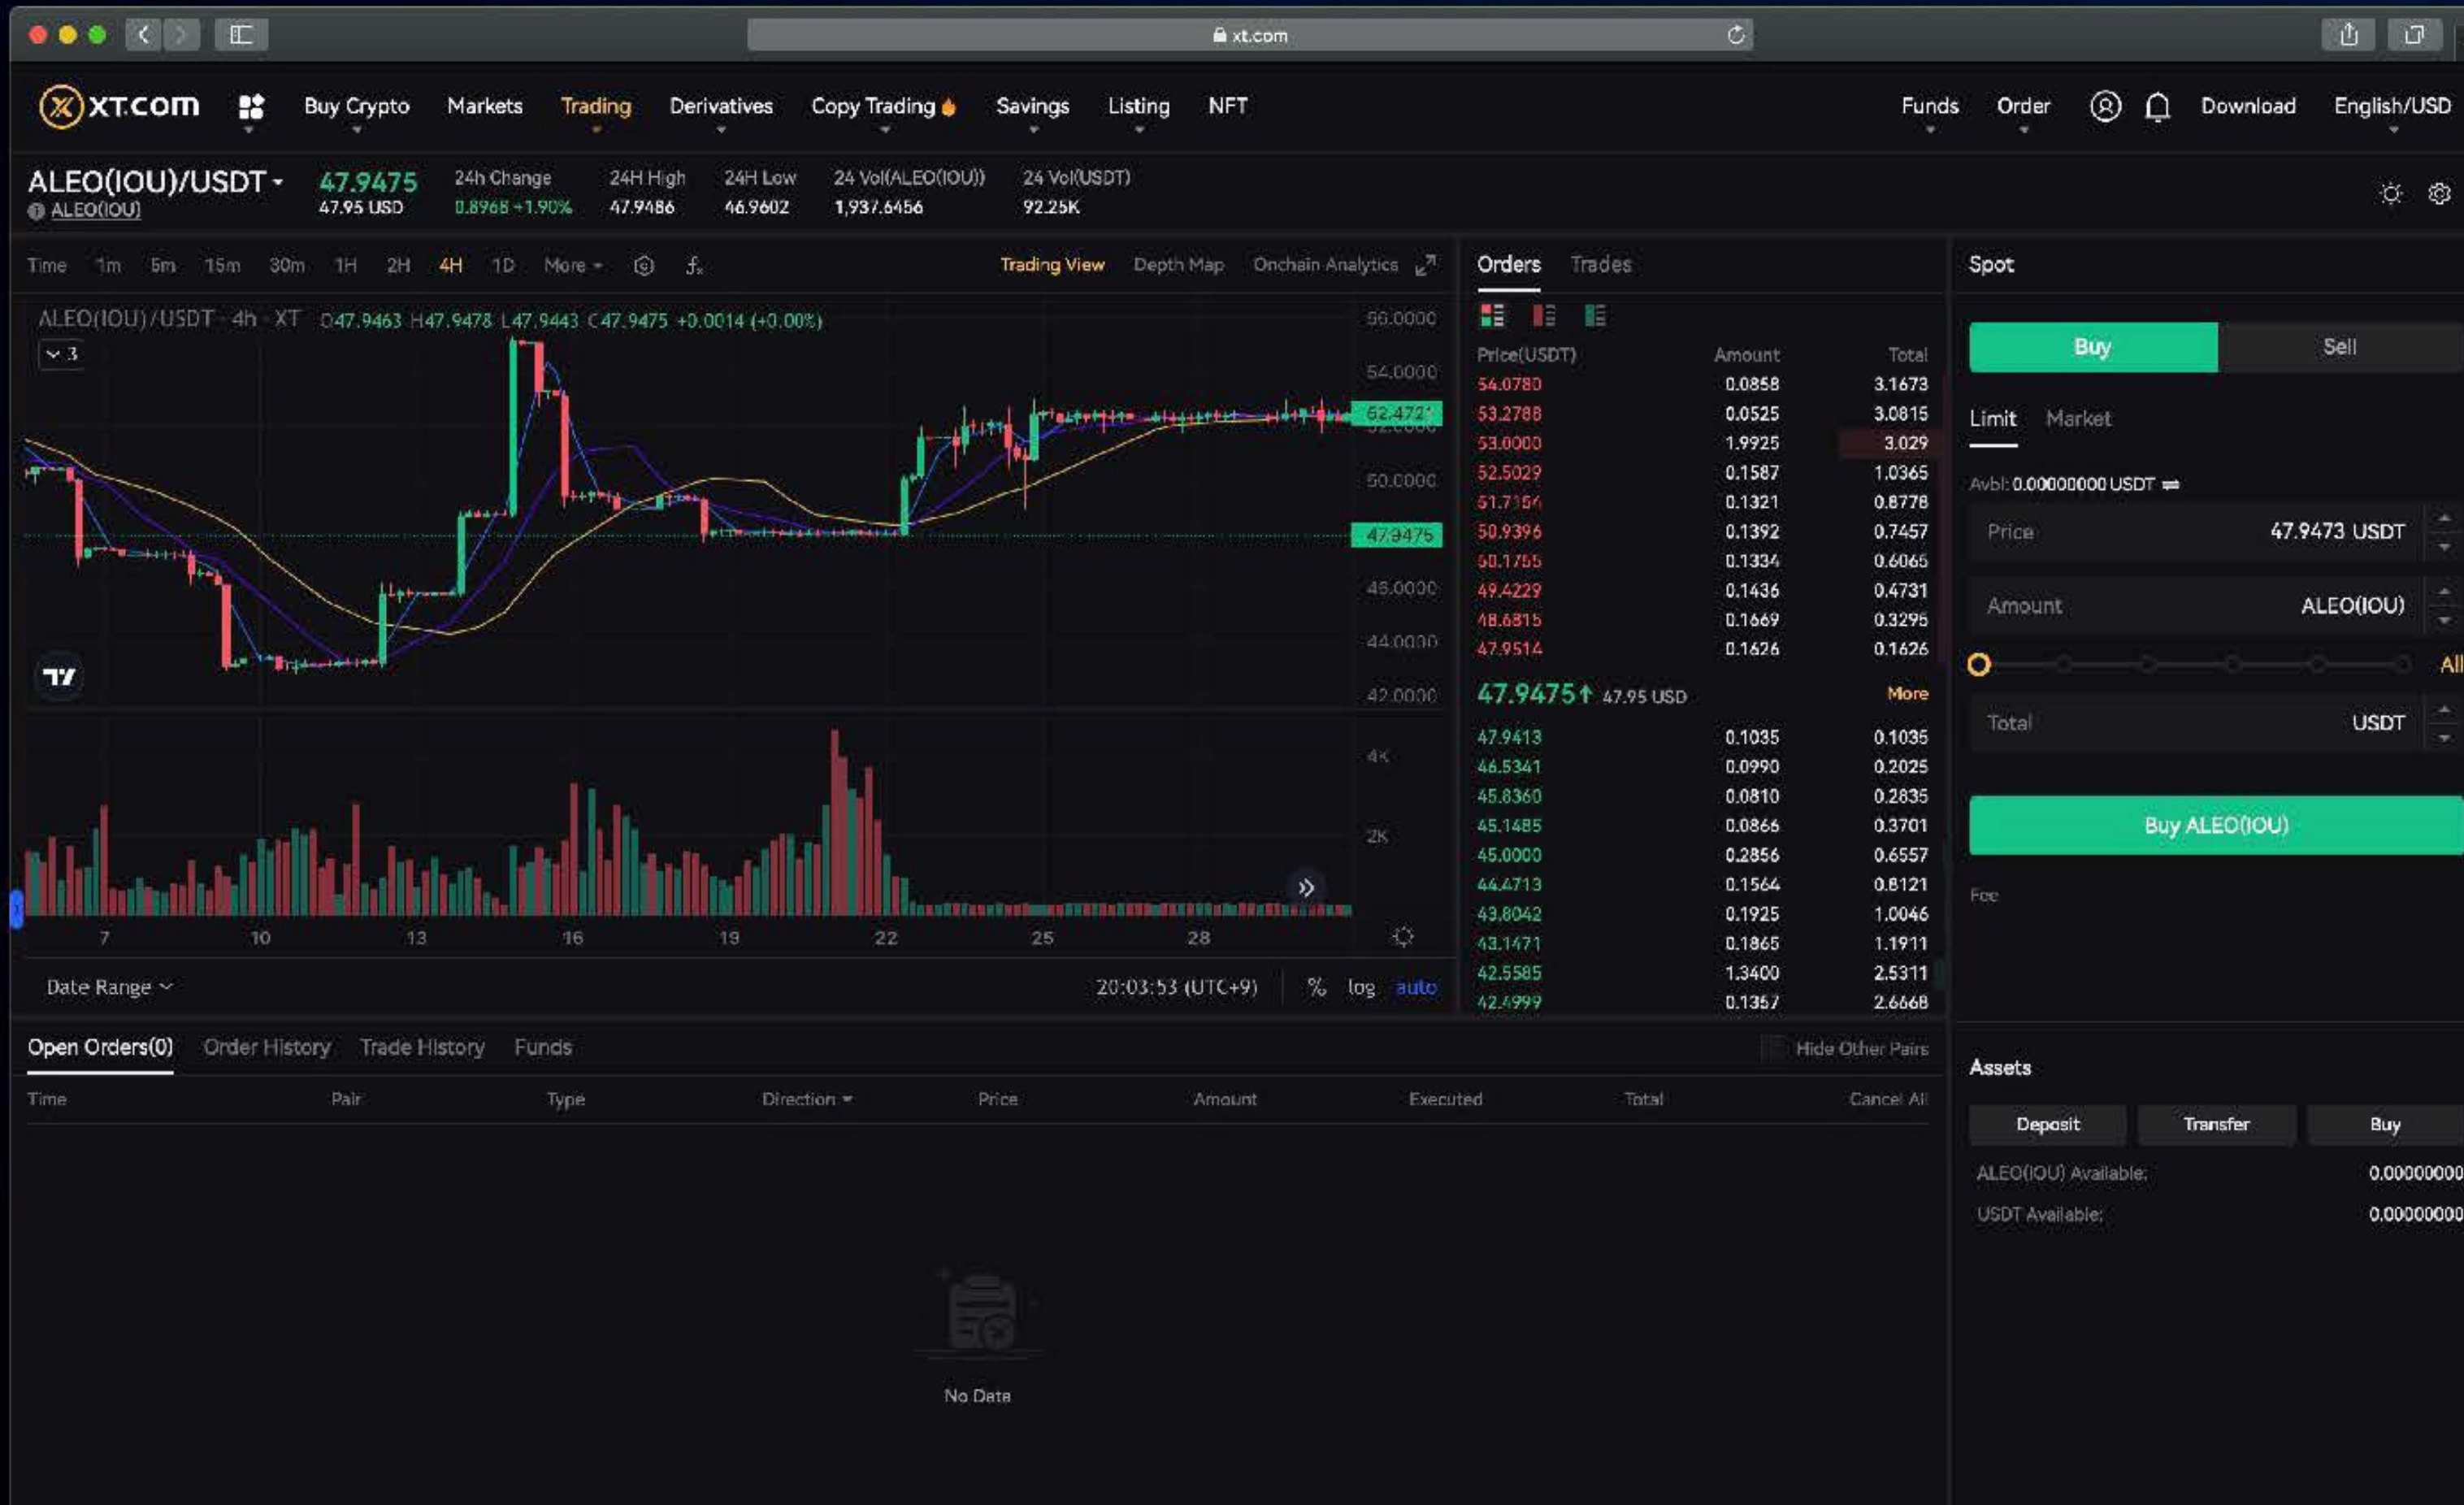 xt.com
XT.COM Buy Crypto Markets Trading Derivatives Copy Trading Savings Listing NFT Funds Order Download English/USD
ALEO(IOU)/USDT 47.9475 24h Change 24H High 24H Low 24 Vol(ALEO(IOU)) 24 Vol(USDT)
ALEO(IOU) 47.95 USD 0.8968 +1.90% 47.9486 46.9602 1,937.6456 92.25K
Time 1m 5m 15m 30m 1H 2H 4H 1D More Trading View Depth Map Onchain Analytics
ALEO(IOU)/USDT · 4h · XT O47.9463 H47.9478 L47.9443 C47.9475 +0.0014 (+0.00%)
3
56.0000
54.0000
52.4721
52.0000
50.0000
47.9475
46.0000
44.0000
42.0000
4K
2K
7 10 13 16 19 22 25 28
Date Range 20:03:53 (UTC+9) % log auto
Orders Trades
Price(USDT) Amount Total
54.0780 0.0858 3.1673
53.2788 0.0525 3.0815
53.0000 1.9925 3.029
52.5029 0.1587 1.0365
51.7154 0.1321 0.8778
50.9396 0.1392 0.7457
50.1755 0.1334 0.6065
49.4229 0.1436 0.4731
48.6815 0.1669 0.3295
47.9514 0.1626 0.1626
47.9475↑ 47.95 USD More
47.9413 0.1035 0.1035
46.5341 0.0990 0.2025
45.8360 0.0810 0.2835
45.1485 0.0866 0.3701
45.0000 0.2856 0.6557
44.4713 0.1564 0.8121
43.8042 0.1925 1.0046
43.1471 0.1865 1.1911
42.5585 1.3400 2.5311
42.4999 0.1357 2.6668
Spot
Buy Sell
Limit Market
Avbl: 0.00000000 USDT
Price 47.9473 USDT
Amount ALEO(IOU)
All
Total USDT
Buy ALEO(IOU)
Fee
Open Orders(0) Order History Trade History Funds Hide Other Pairs
Time Pair Type Direction Price Amount Executed Total Cancel All
No Data
Assets
Deposit Transfer Buy
ALEO(IOU) Available: 0.00000000
USDT Available: 0.00000000